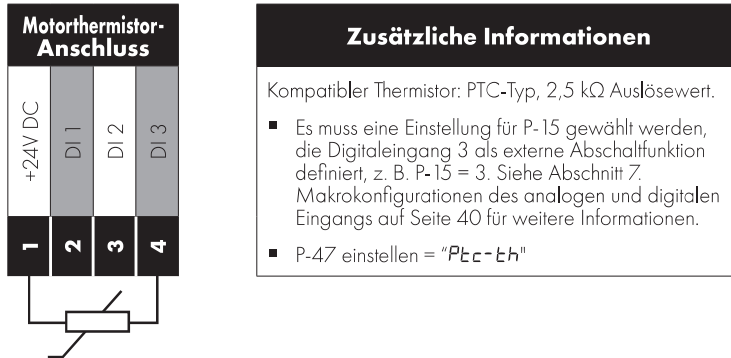 Motorthermistor-
Anschluss
+24V DC
DI 1
DI 2
DI 3
1
2
3
4
Zusätzliche Informationen
Kompatibler Thermistor: PTC-Typ, 2,5 kΩ Auslösewert.
▪ Es muss eine Einstellung für P-15 gewählt werden,
die Digitaleingang 3 als externe Abschaltfunktion
definiert, z. B. P-15 = 3. Siehe Abschnitt 7.
Makrokonfigurationen des analogen und digitalen
Eingangs auf Seite 40 für weitere Informationen.
▪ P-47 einstellen = "Ptc-th"